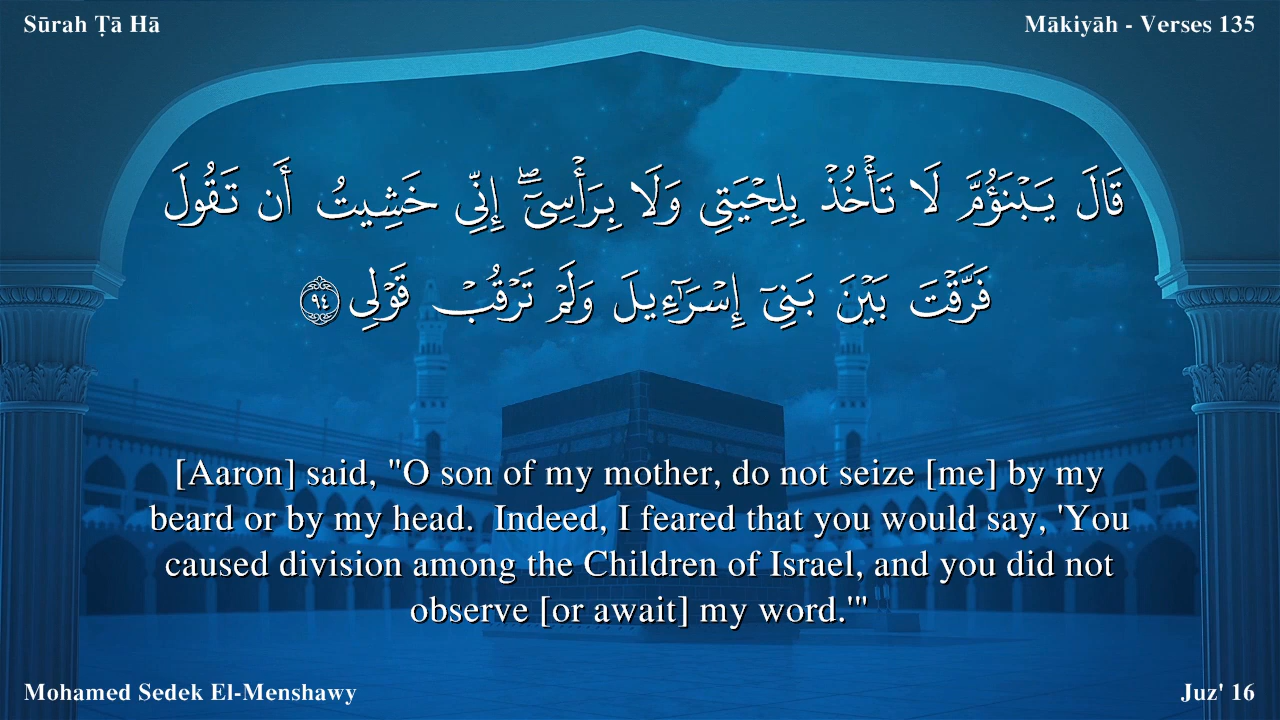 Sūrah Ṭā Hā
Mākiyāh - Verses 135
قَالَ يَبْنَؤُمَّ لَا تَأْخُذْ بِلِحْيَتِى وَلَا بِرَأْسِىٓ ۖ إِنِّى خَشِيتُ أَن تَقُولَ
فَرَّقْتَ بَيْنَ بَنِىٓ إِسْرَٰٓءِيلَ وَلَمْ تَرْقُبْ قَوْلِى ٩٤
[Aaron] said, "O son of my mother, do not seize [me] by my
beard or by my head.  Indeed, I feared that you would say, 'You
caused division among the Children of Israel, and you did not
observe [or await] my word.'"
Mohamed Sedek El-Menshawy
Juz' 16